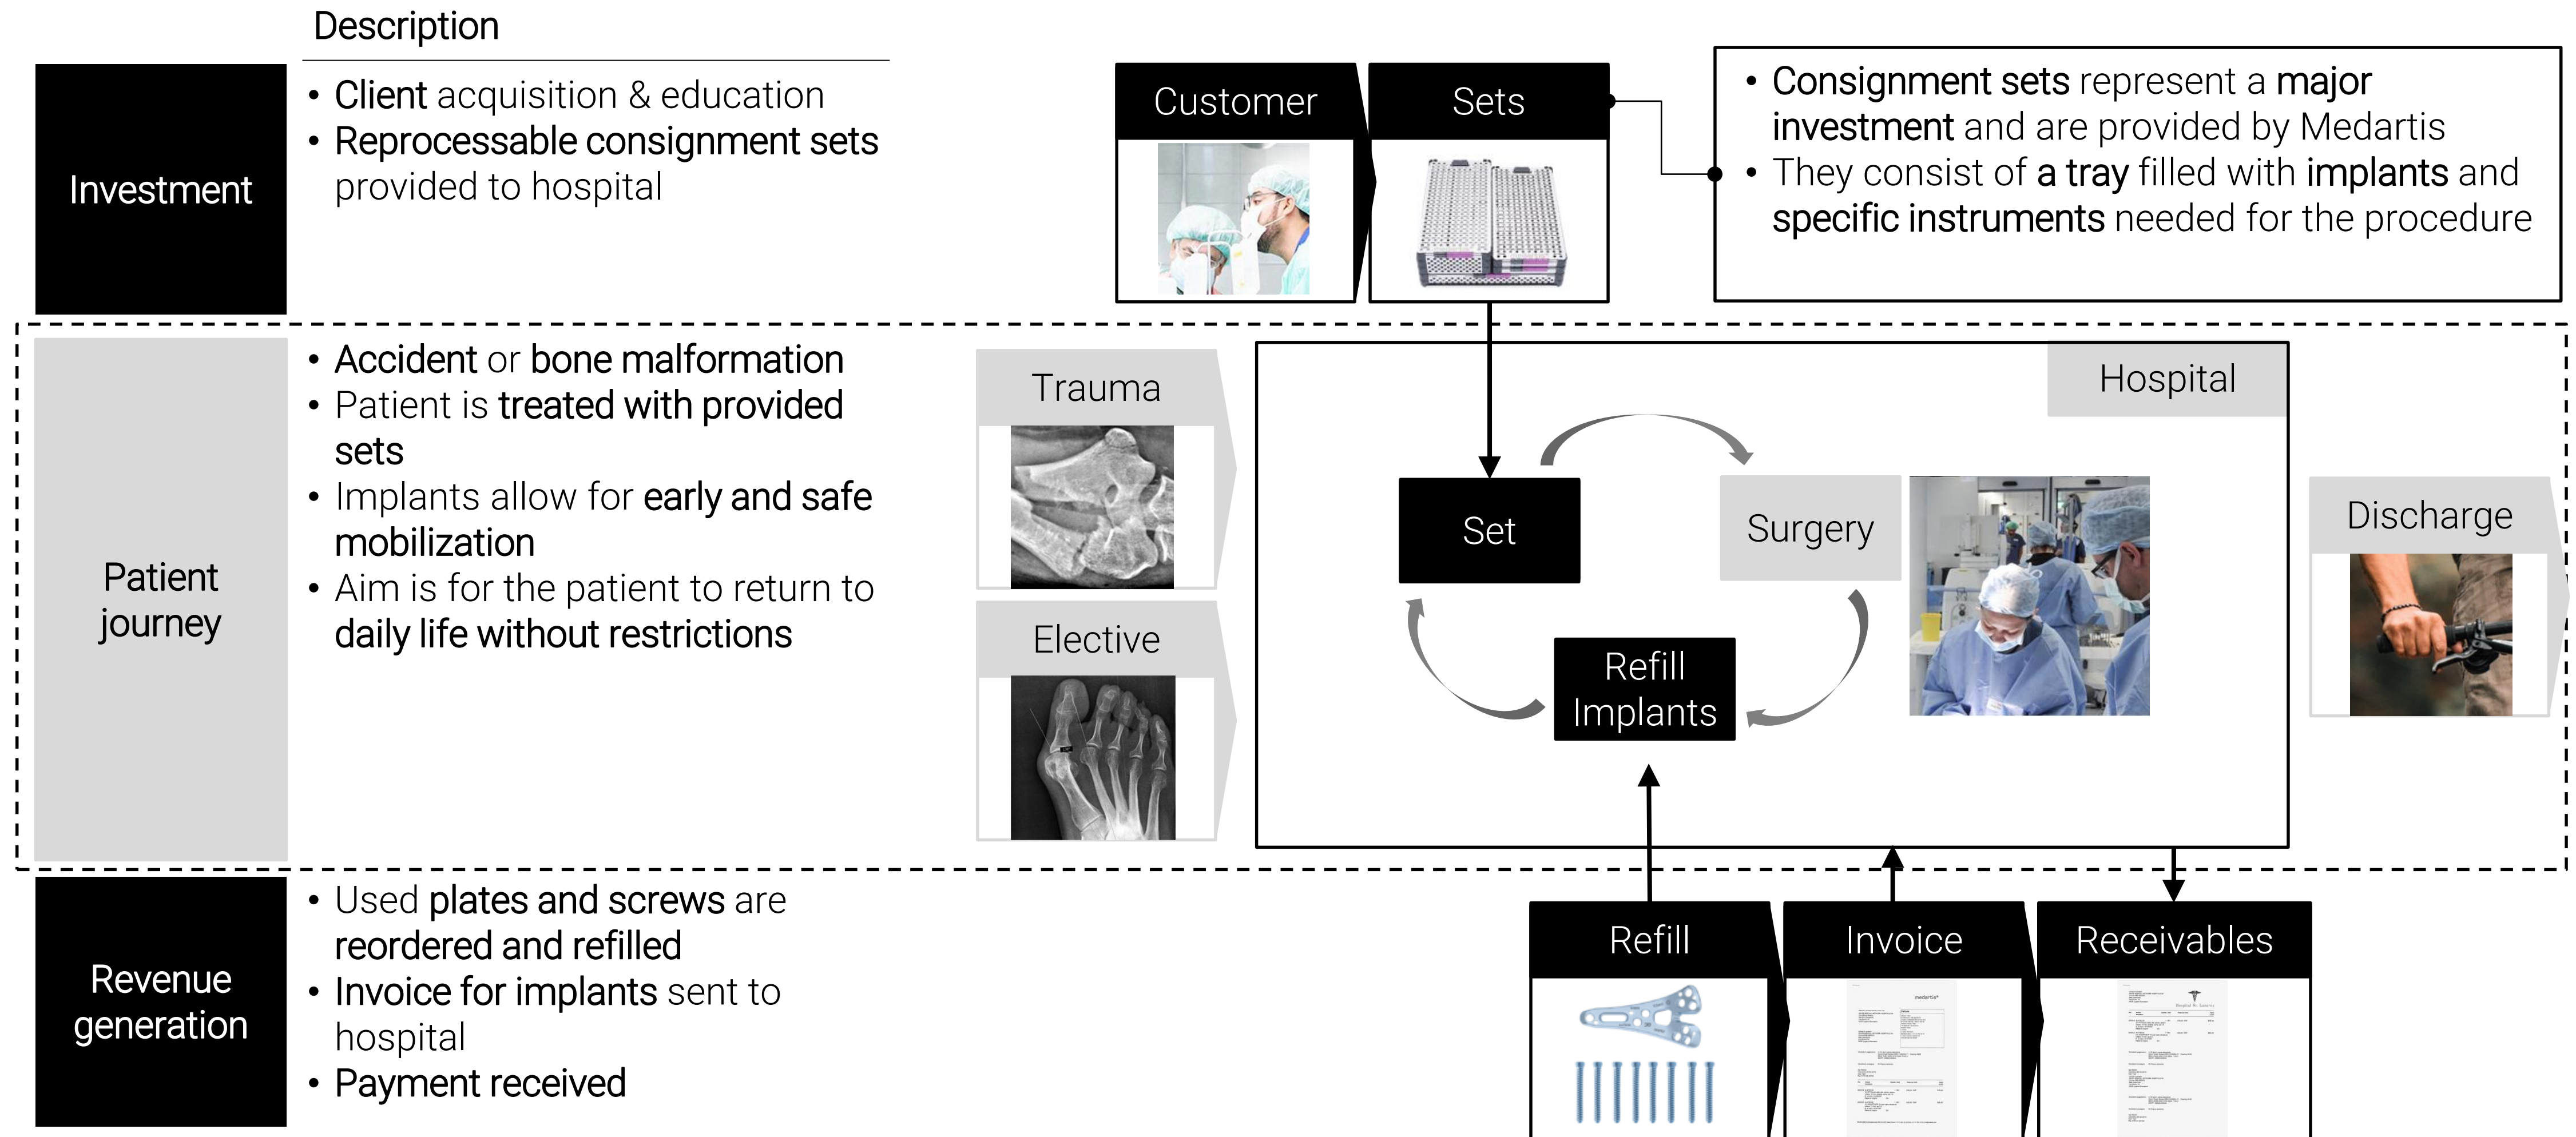 Description
Investment
• Client acquisition & education
• Reprocessable consignment sets
provided to hospital
Customer
Sets
• Consignment sets represent a major
investment and are provided by Medartis
• They consist of a tray filled with implants and
specific instruments needed for the procedure
Patient
journey
• Accident or bone malformation
• Patient is treated with provided
sets
• Implants allow for early and safe
mobilization
• Aim is for the patient to return to
daily life without restrictions
Trauma
Elective
Hospital
Set
Surgery
Refill
Implants
Discharge
Revenue
generation
• Used plates and screws are
reordered and refilled
• Invoice for implants sent to
hospital
• Payment received
Refill
Invoice
medartis®
Receivables